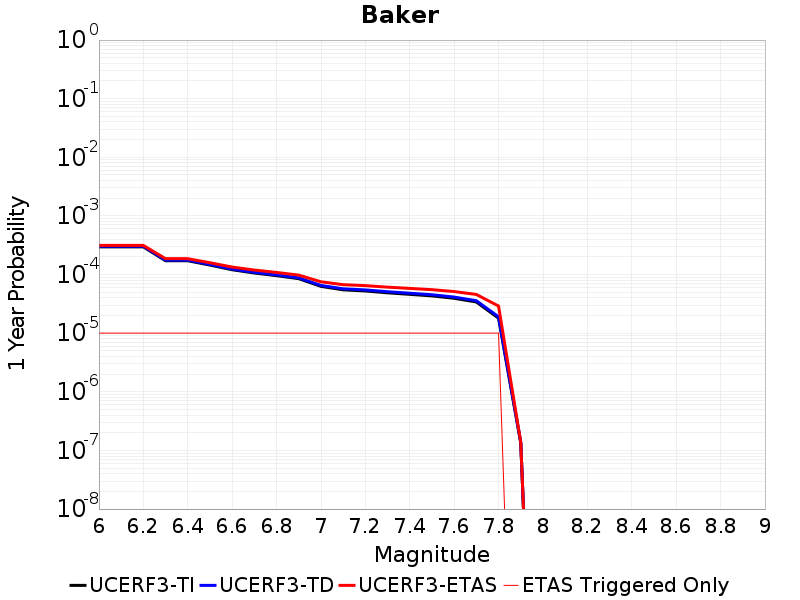 Baker
1 Year Probability
10^0
10^-1
10^-2
10^-3
10^-4
10^-5
10^-6
10^-7
10^-8
6 6.2 6.4 6.6 6.8 7 7.2 7.4 7.6 7.8 8 8.2 8.4 8.6 8.8 9
Magnitude
UCERF3-TI UCERF3-TD UCERF3-ETAS ETAS Triggered Only